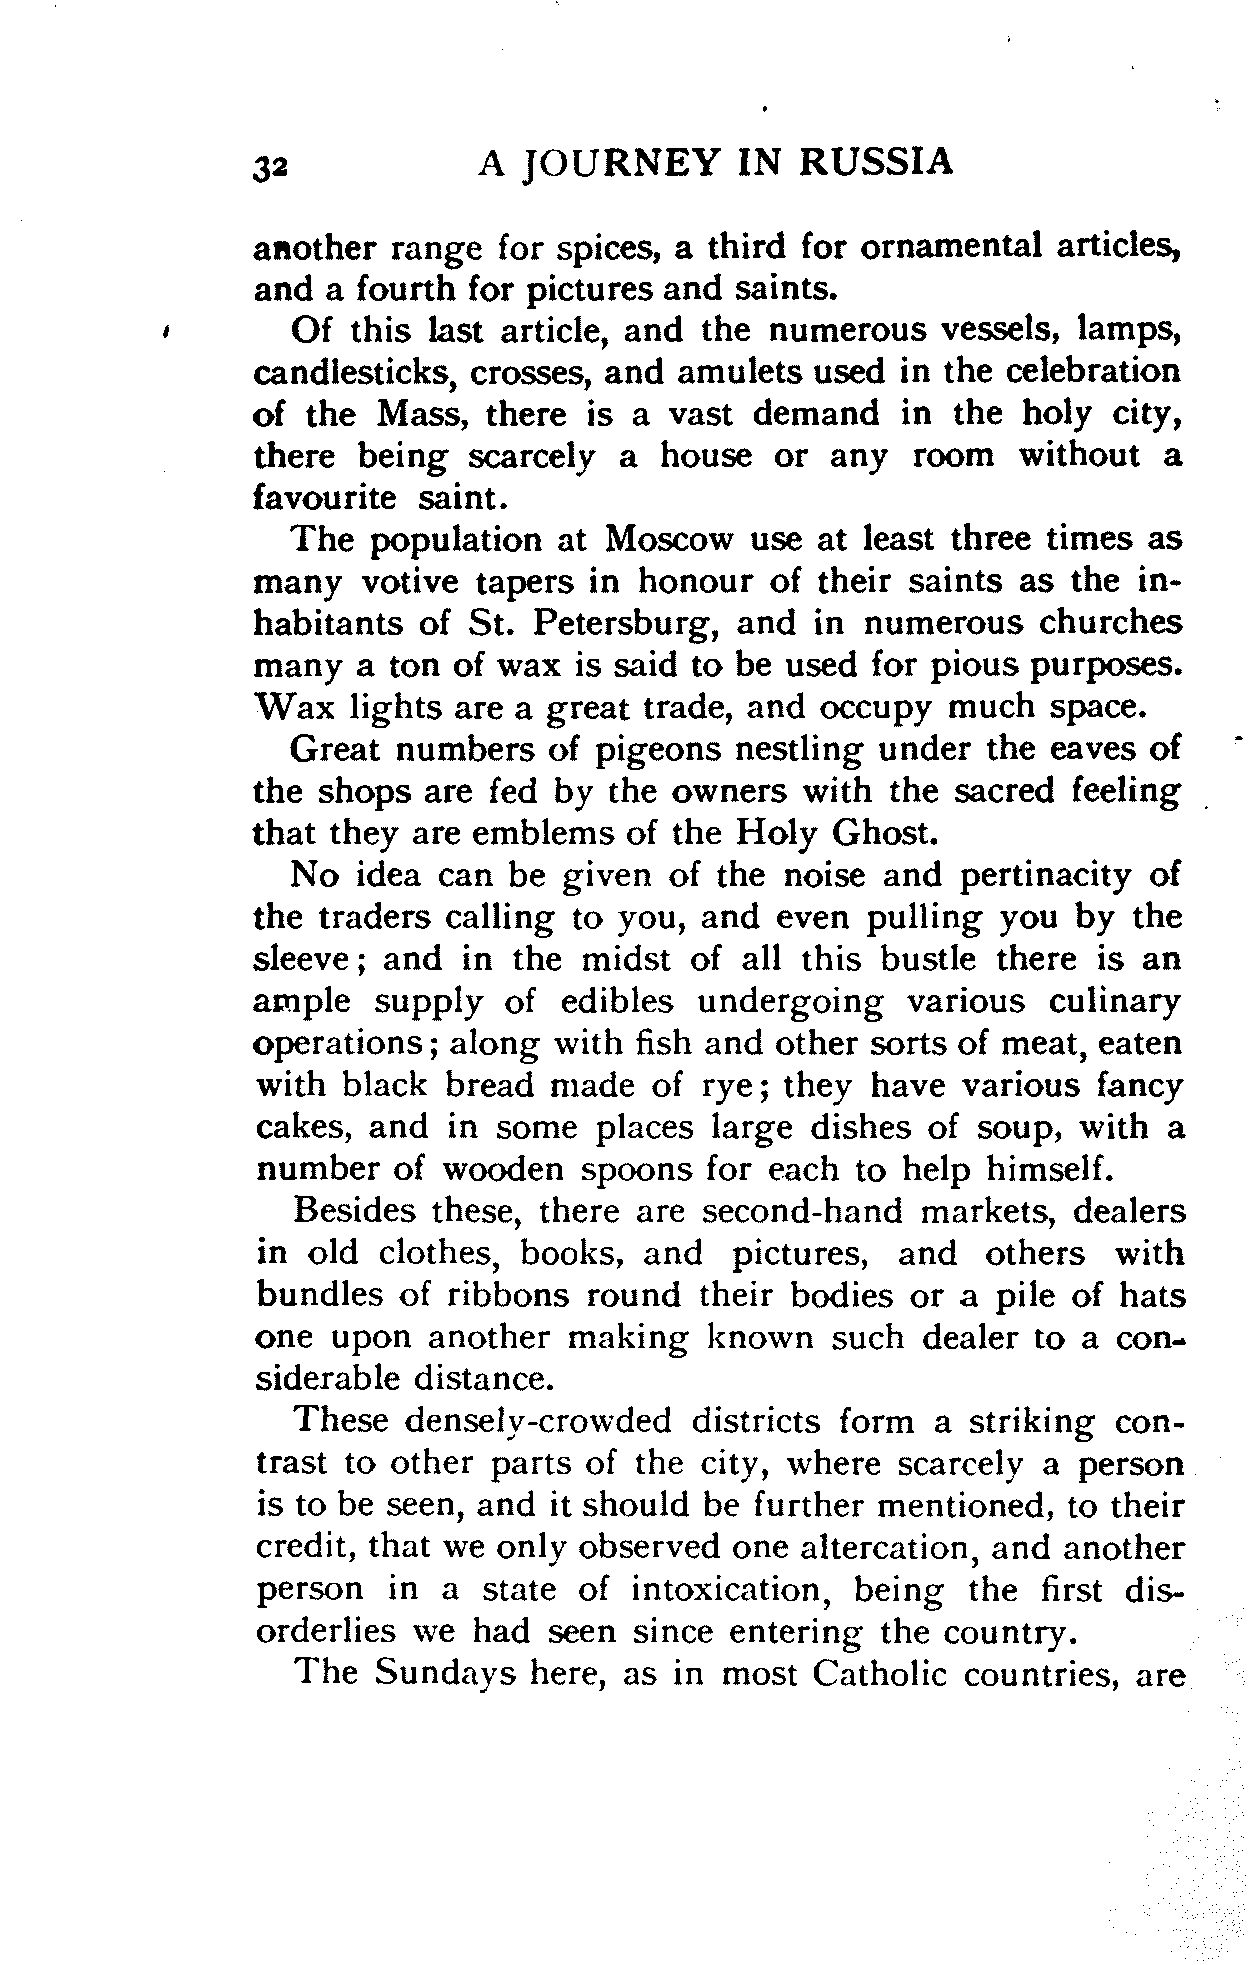 32 A JOURNEY IN RUSSIA
another range for spices, a third for ornamental articles,
and a fourth for pictures and saints.
Of this last article, and the numerous vessels, lamps,
candlesticks, crosses, and amulets used in the celebration
of the Mass, there is a vast demand in the holy city,
there being scarcely a house or any room without a
favourite saint.
The population at Moscow use at least three times as
many votive tapers in honour of their saints as the in-
habitants of St. Petersburg, and in numerous churches
many a ton of wax is said to be used for pious purposes.
Wax lights are a great trade, and occupy much space.
Great numbers of pigeons nestling under the eaves of
the shops are fed by the owners with the sacred feeling
that they are emblems of the Holy Ghost.
No idea can be given of the noise and pertinacity of
the traders calling to you, and even pulling you by the
sleeve; and in the midst of all this bustle there is an
ample supply of edibles undergoing various culinary
operations; along with fish and other sorts of meat, eaten
with black bread made of rye; they have various fancy
cakes, and in some places large dishes of soup, with a
number of wooden spoons for each to help himself.
Besides these, there are second-hand markets, dealers
in old clothes, books, and pictures, and others with
bundles of ribbons round their bodies or a pile of hats
one upon another making known such dealer to a con-
siderable distance.
These densely-crowded districts form a striking con-
trast to other parts of the city, where scarcely a person
is to be seen, and it should be further mentioned, to their
credit, that we only observed one altercation, and another
person in a state of intoxication, being the first dis-
orderlies we had seen since entering the country.
The Sundays here, as in most Catholic countries, are